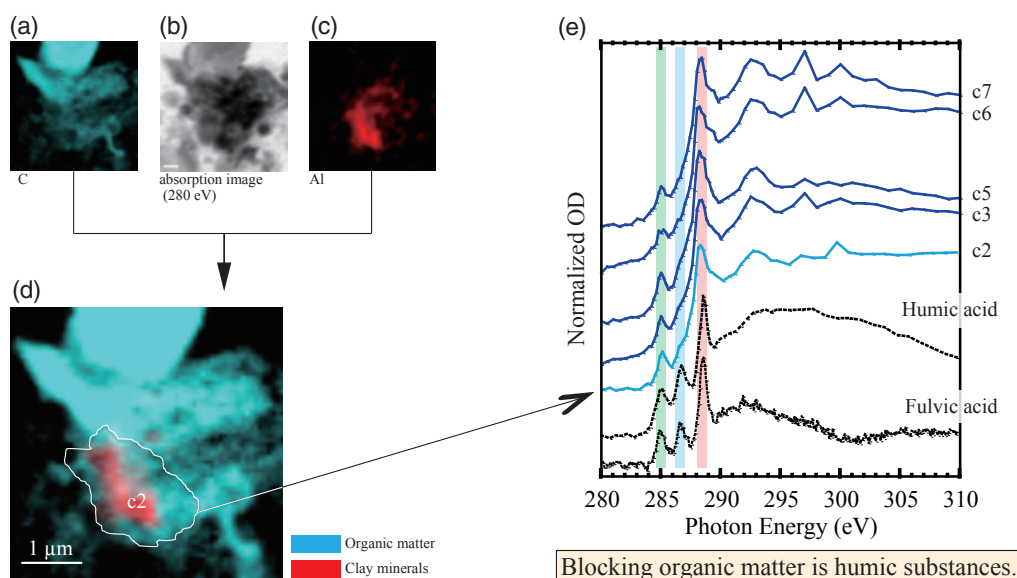 (a)
(b)
(c)
C
absorption image
(280 eV)
Al
(d)
c2
1 µm
Organic matter
Clay minerals
(e)
Normalized OD
c7
c6
c5
c3
c2
Humic acid
Fulvic acid
280 285 290 295 300 305 310
Photon Energy (eV)
Blocking organic matter is humic substances.